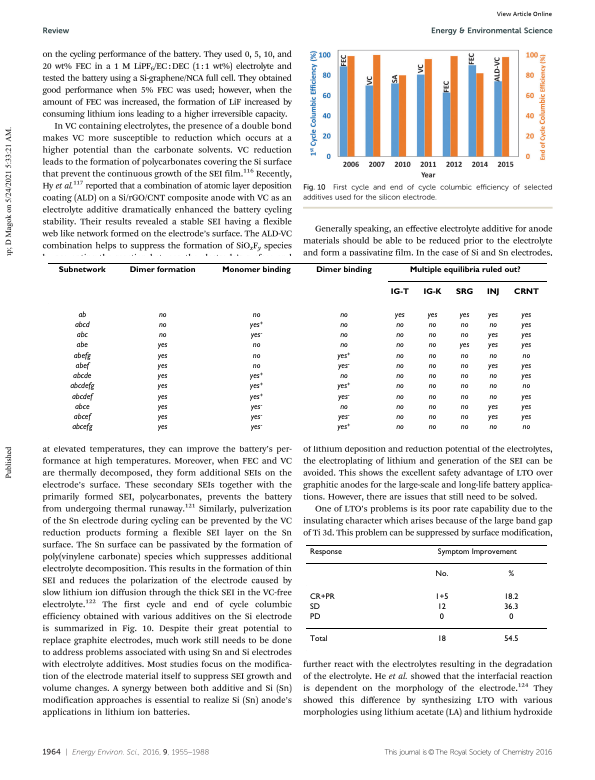 View Article Online
Review
Energy & Environmental Science
on the cycling performance of the battery. They used 0, 5, 10, and
20 wt% FEC in a 1 M LiPF6/EC:DEC (1:1 wt%) electrolyte and
tested the battery using a Si-graphene/NCA full cell. They obtained
good performance when 5% FEC was used; however, when the
amount of FEC was increased, the formation of LiF increased by
consuming lithium ions leading to a higher irreversible capacity.
In VC containing electrolytes, the presence of a double bond
makes VC more susceptible to reduction which occurs at a
higher potential than the carbonate solvents. VC reduction
leads to the formation of polycarbonates covering the Si surface
that prevent the continuous growth of the SEI film.116 Recently,
Hy et al.117 reported that a combination of atomic layer deposition
coating (ALD) on a Si/rGO/CNT composite anode with VC as an
electrolyte additive dramatically enhanced the battery cycling
stability. Their results revealed a stable SEI having a flexible
web like network formed on the electrode's surface. The ALD-VC
combination helps to suppress the formation of SiOxFy species
1st Cycle Columbic Efficiency (%)
100
80
60
40
20
0
FEC
VC
SA
VC
FEC
FEC
ALD-VC
100
80
60
40
20
0
End of Cycle Columbic Efficiency (%)
2006 2007 2010 2011 2012 2014 2015
Year
Fig. 10 First cycle and end of cycle columbic efficiency of selected
additives used for the silicon electrode.
Generally speaking, an effective electrolyte additive for anode
materials should be able to be reduced prior to the electrolyte
and form a passivating film. In the case of Si and Sn electrodes,
Subnetwork Dimer formation Monomer binding Dimer binding Multiple equilibria ruled out?
IG-T IG-K SRG INJ CRNT
ab no no no yes yes yes yes yes
abcd no yes+ no no no no no yes
abc no yes- no no no no yes yes
abe yes no no no no yes yes yes
abefg yes no yes+ no no no no no
abef yes no yes- no no no yes yes
abcde yes yes+ no no no no no yes
abcdefg yes yes+ yes+ no no no no no
abcdef yes yes+ yes- no no no no yes
abce yes yes- no no no no yes yes
abcef yes yes- yes- no no no yes yes
abcefg yes yes- yes+ no no no no no
at elevated temperatures, they can improve the battery's per-
formance at high temperatures. Moreover, when FEC and VC
are thermally decomposed, they form additional SEIs on the
electrode's surface. These secondary SEIs together with the
primarily formed SEI, polycarbonates, prevents the battery
from undergoing thermal runaway.121 Similarly, pulverization
of the Sn electrode during cycling can be prevented by the VC
reduction products forming a flexible SEI layer on the Sn
surface. The Sn surface can be passivated by the formation of
poly(vinylene carbonate) species which suppresses additional
electrolyte decomposition. This results in the formation of thin
SEI and reduces the polarization of the electrode caused by
slow lithium ion diffusion through the thick SEI in the VC-free
electrolyte.122 The first cycle and end of cycle columbic
efficiency obtained with various additives on the Si electrode
is summarized in Fig. 10. Despite their great potential to
replace graphite electrodes, much work still needs to be done
to address problems associated with using Sn and Si electrodes
with electrolyte additives. Most studies focus on the modifica-
tion of the electrode material itself to suppress SEI growth and
volume changes. A synergy between both additive and Si (Sn)
modification approaches is essential to realize Si (Sn) anode's
applications in lithium ion batteries.
of lithium deposition and reduction potential of the electrolytes,
the electroplating of lithium and generation of the SEI can be
avoided. This shows the excellent safety advantage of LTO over
graphitic anodes for the large-scale and long-life battery applica-
tions. However, there are issues that still need to be solved.
One of LTO's problems is its poor rate capability due to the
insulating character which arises because of the large band gap
of Ti 3d. This problem can be suppressed by surface modification,
Response Symptom Improvement
No. %
CR+PR 1+5 18.2
SD 12 36.3
PD 0 0
Total 18 54.5
further react with the electrolytes resulting in the degradation
of the electrolyte. He et al. showed that the interfacial reaction
is dependent on the morphology of the electrode.124 They
showed this difference by synthesizing LTO with various
morphologies using lithium acetate (LA) and lithium hydroxide
1964 | Energy Environ. Sci., 2016, 9, 1955–1988
This journal is © The Royal Society of Chemistry 2016
Published
D Magok on 5/24/2021 5:33:21 AM.